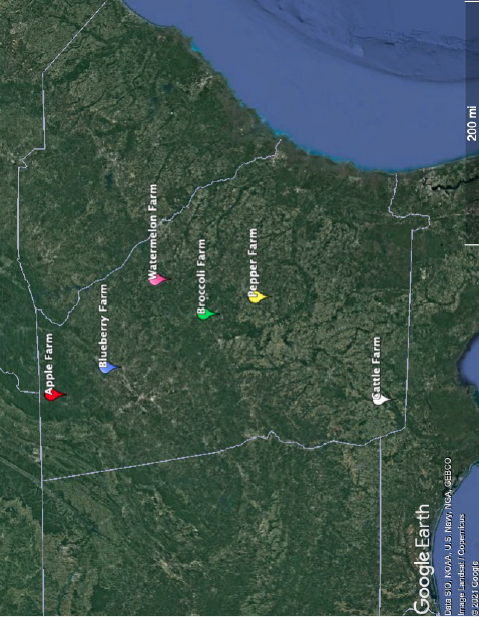 Apple Farm
Blueberry Farm
Watermelon Farm
Broccoli Farm
Pepper Farm
Cattle Farm
Google Earth
Data SIO, NOAA, U.S. Navy, NGA, GEBCO
Image Landsat / Copernicus
© 2021 Google
200 mi